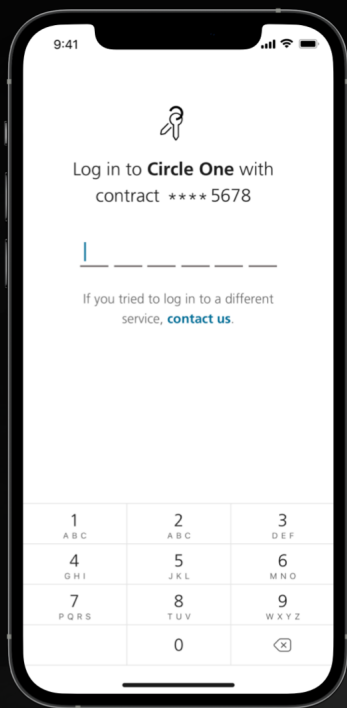 9:41
Log in to Circle One with
contract ****5678
If you tried to log in to a different
service, contact us.
1 2 3
ABC ABC DEF
4 5 6
GHI JKL MNO
7 8 9
PQRS TUV WXYZ
0